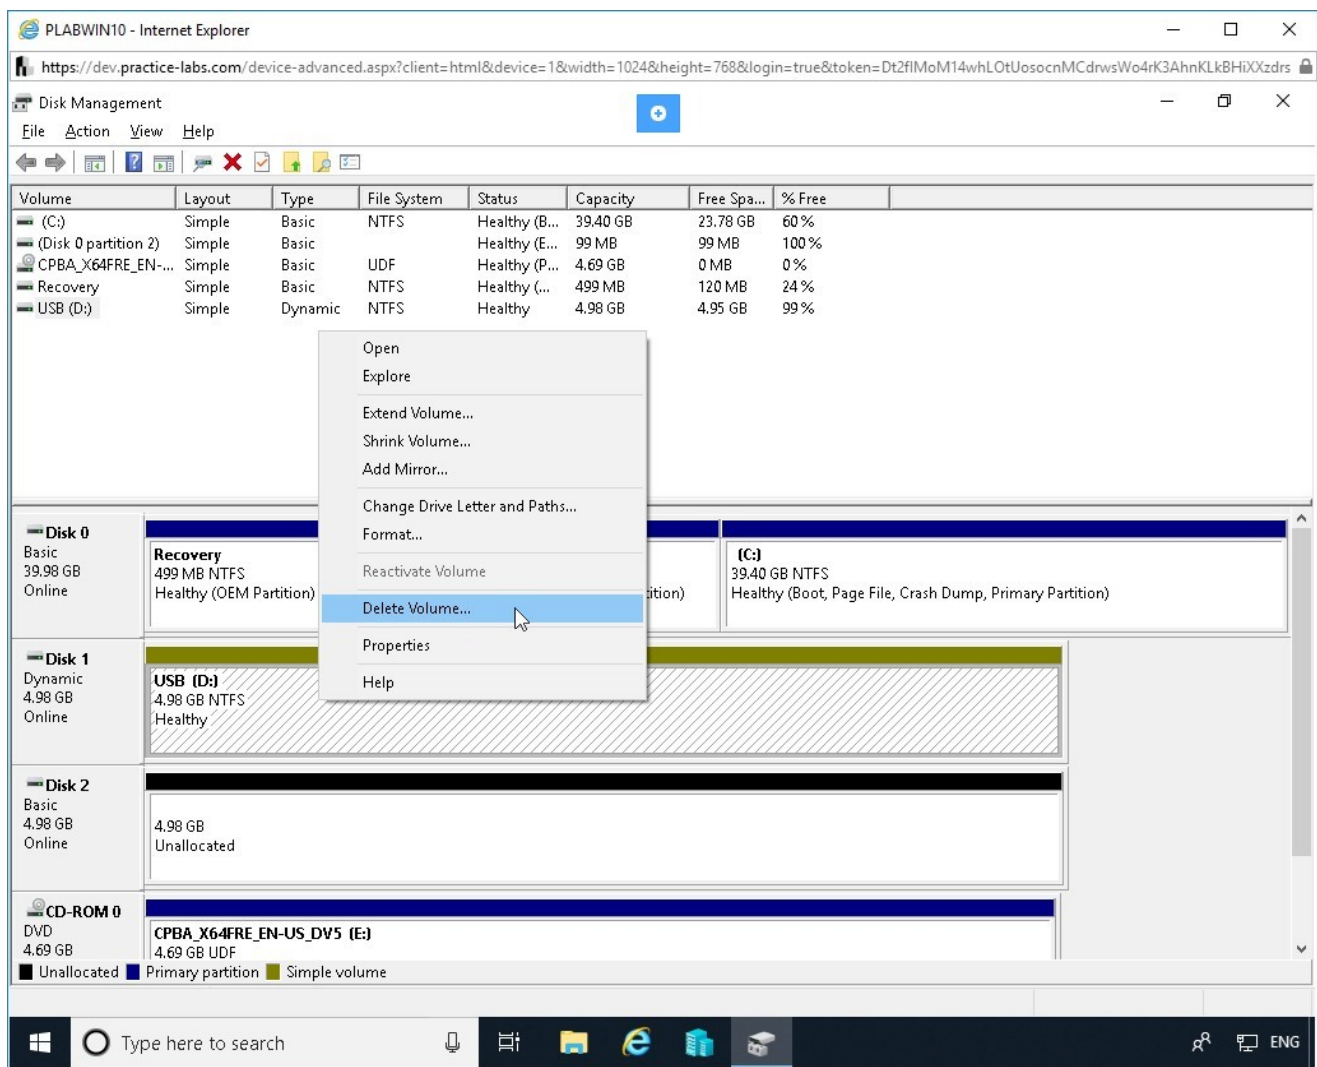 PLABWIN10 - Internet Explorer
https://dev.practice-labs.com/device-advanced.aspx?client=html&device=1&width=1024&height=768&login=true&token=Dt2flMoM14whLOtUosocnMCdrwsWo4rK3AhnKLkBHiXXzdrs
Disk Management
File Action View Help
Volume Layout Type File System Status Capacity Free Spa... % Free
(C:) Simple Basic NTFS Healthy (B... 39.40 GB 23.78 GB 60 %
(Disk 0 partition 2) Simple Basic Healthy (E... 99 MB 99 MB 100 %
CPBA_X64FRE_EN-... Simple Basic UDF Healthy (P... 4.69 GB 0 MB 0 %
Recovery Simple Basic NTFS Healthy (... 499 MB 120 MB 24 %
USB (D:) Simple Dynamic NTFS Healthy 4.98 GB 4.95 GB 99 %
Open
Explore
Extend Volume...
Shrink Volume...
Add Mirror...
Change Drive Letter and Paths...
Format...
Reactivate Volume
Delete Volume...
Properties
Help
Disk 0
Basic
39.98 GB
Online
Recovery
499 MB NTFS
Healthy (OEM Partition)
ition)
(C:)
39.40 GB NTFS
Healthy (Boot, Page File, Crash Dump, Primary Partition)
Disk 1
Dynamic
4.98 GB
Online
USB (D:)
4.98 GB NTFS
Healthy
Disk 2
Basic
4.98 GB
Online
4.98 GB
Unallocated
CD-ROM 0
DVD
4.69 GB
CPBA_X64FRE_EN-US_DV5 (E:)
4.69 GB UDF
Unallocated Primary partition Simple volume
Type here to search
ENG